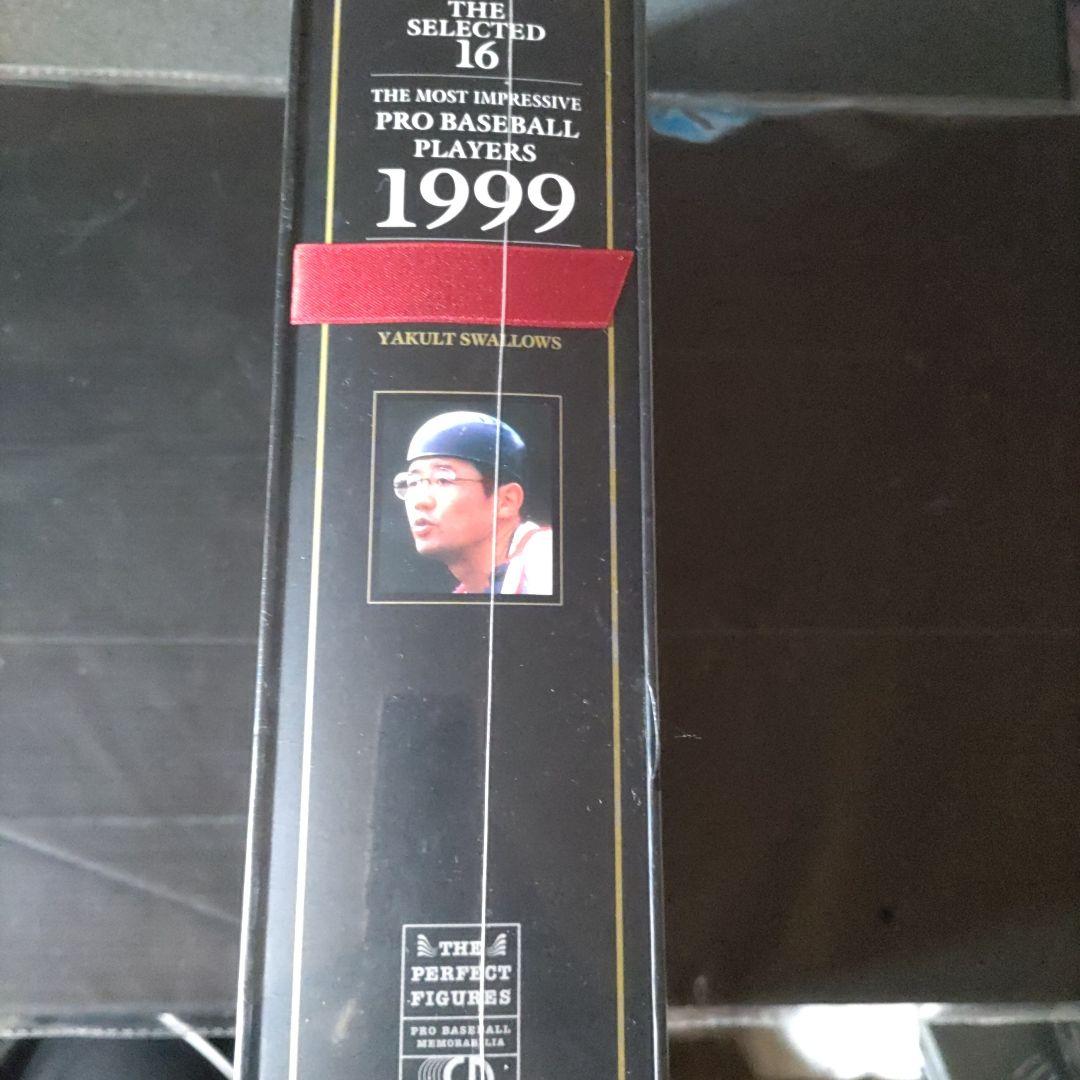 THE
SELECTED
16
THE MOST IMPRESSIVE
PRO BASEBALL
PLAYERS
1999
YAKULT SWALLOWS
THE
PERFECT
FIGURES
PRO BASEBALL
MEMORABILIA